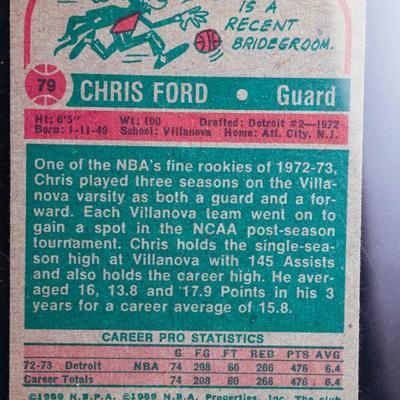 IS A
RECENT
BRIDEGROOM.
79 CHRIS FORD • Guard
Ht: 6'5" Wt: 190 Drafted: Detroit #2-1972
Born: 1-11-49 School: Villanova Home: Atl. City, N.J.
One of the NBA's fine rookies of 1972-73,
Chris played three seasons on the Villa-
nova varsity as both a guard and a for-
ward. Each Villanova team went on to
gain a spot in the NCAA post-season
tournament. Chris holds the single-sea-
son high at Villanova with 145 Assists
and also holds the career high. He aver-
aged 16, 13.8 and '17.9 Points in his 3
years for a career average of 15.8.
CAREER PRO STATISTICS
G FG FT REB PTS AVG
72-73 Detroit NBA 74 208 60 266 476 6.4
Career Totals 74 208 60 266 476 6.4
©1969 N.B.P.A. ©1969 N.B.A. Properties, Inc.